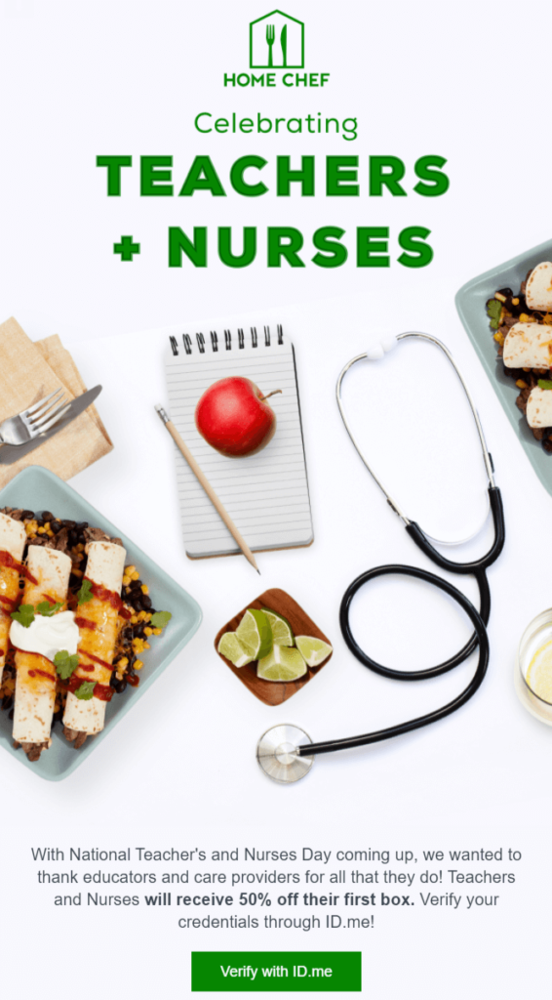 HOME CHEF
Celebrating
TEACHERS
+ NURSES
With National Teacher's and Nurses Day coming up, we wanted to
thank educators and care providers for all that they do! Teachers
and Nurses will receive 50% off their first box. Verify your
credentials through ID.me!
Verify with ID.me